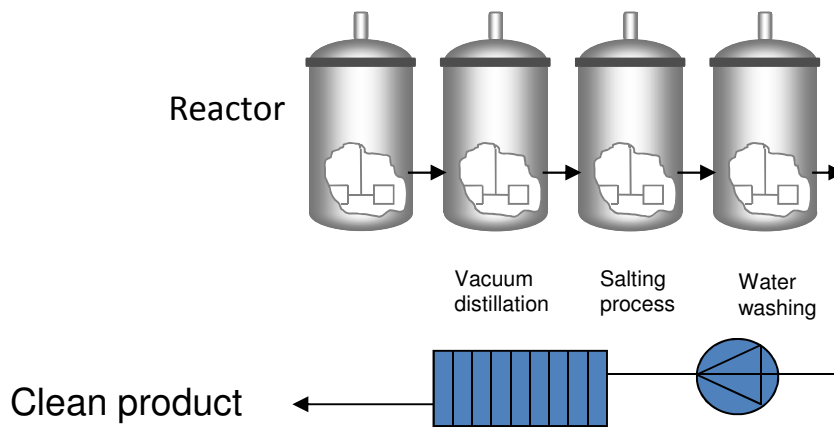 Reactor
Vacuum
distillation
Salting
process
Water
washing
Clean product